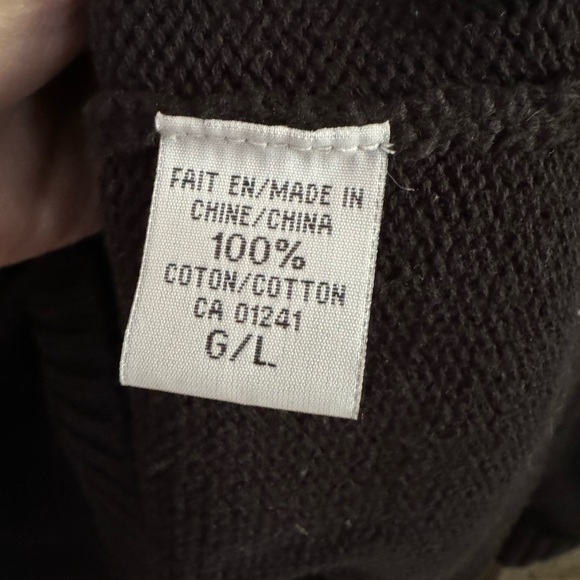 FAIT EN/MADE IN
CHINE/CHINA
100%
COTON/COTTON
CA 01241
G/L